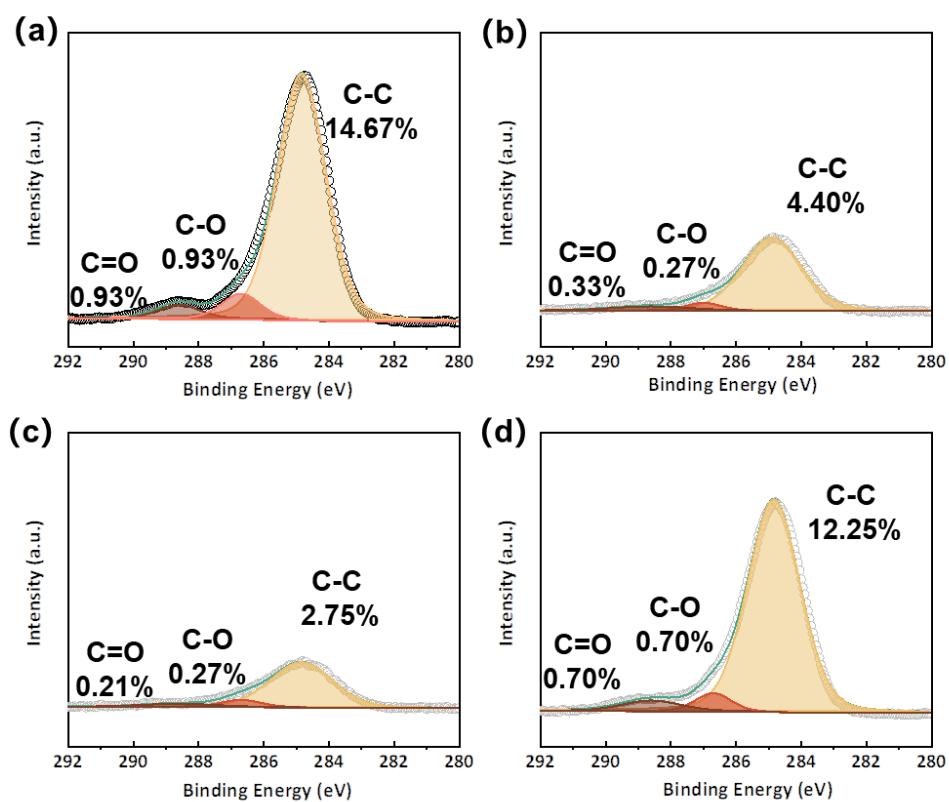 (a)
C-C
14.67%
C-O
0.93%
C=O
0.93%
Intensity (a.u.)
292 290 288 286 284 282 280
Binding Energy (eV)
(b)
C-C
4.40%
C-O
0.27%
C=O
0.33%
Intensity (a.u.)
292 290 288 286 284 282 280
Binding Energy (eV)
(c)
C-C
2.75%
C-O
0.27%
C=O
0.21%
Intensity (a.u.)
292 290 288 286 284 282 280
Binding Energy (eV)
(d)
C-C
12.25%
C-O
0.70%
C=O
0.70%
Intensity (a.u.)
292 290 288 286 284 282 280
Binding Energy (eV)